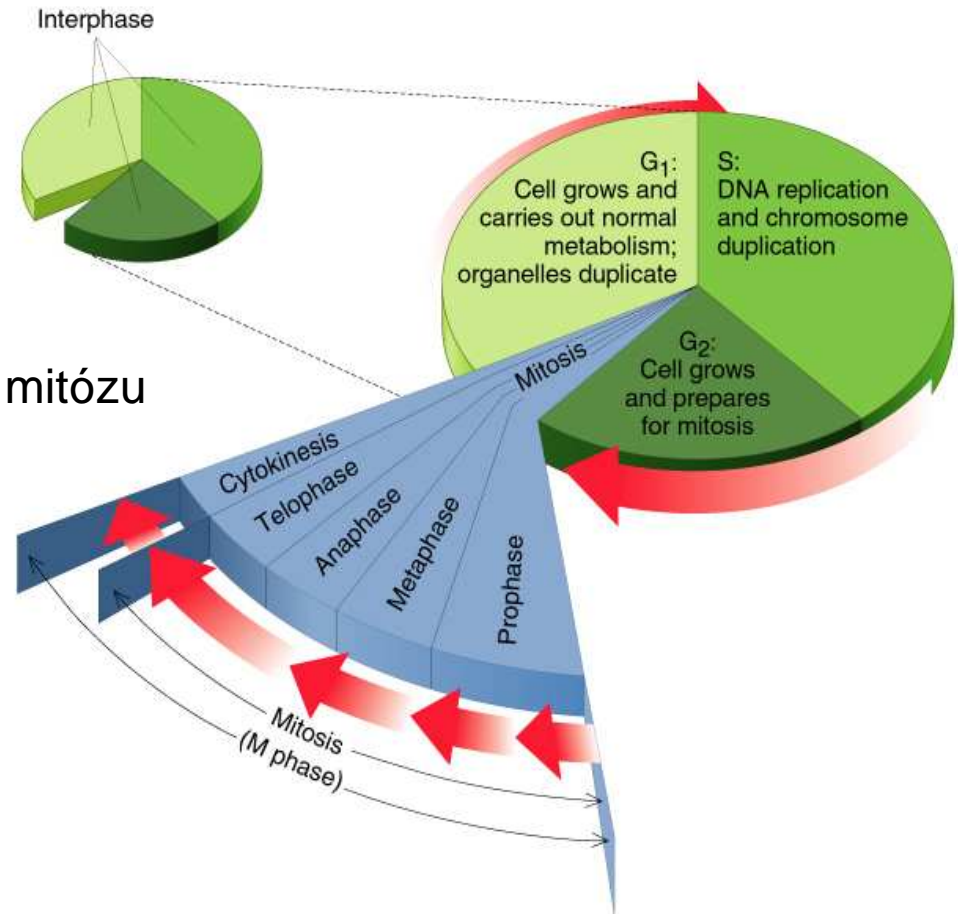 Interphase
G₁:
Cell grows and
carries out normal
metabolism;
organelles duplicate
S:
DNA replication
and chromosome
duplication
G₂:
Cell grows
and prepares
for mitosis
mitózu
Mitosis
Cytokinesis
Telophase
Anaphase
Metaphase
Prophase
Mitosis
(M phase)